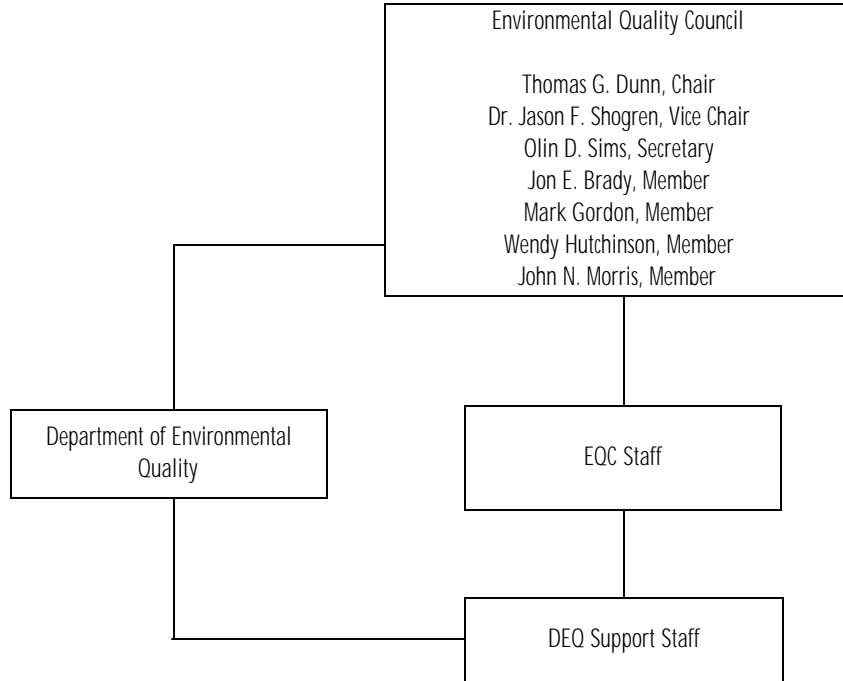 Environmental Quality Council
Thomas G. Dunn, Chair
Dr. Jason F. Shogren, Vice Chair
Olin D. Sims, Secretary
Jon E. Brady, Member
Mark Gordon, Member
Wendy Hutchinson, Member
John N. Morris, Member
Department of Environmental
Quality
EQC Staff
DEQ Support Staff